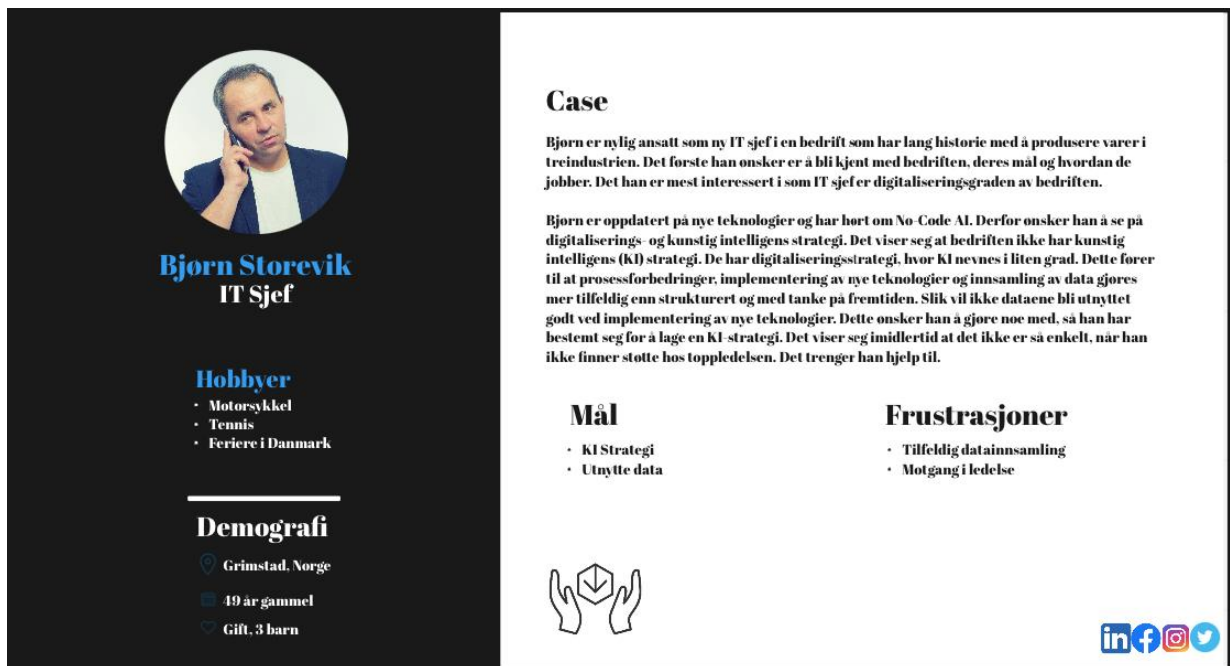 Bjørn Storevik
IT Sjef
Hobbyer
• Motorsykkel
• Tennis
• Feriere i Danmark
Demografi
Grimstad, Norge
49 år gammel
Gift, 3 barn
Case
Bjørn er nylig ansatt som ny IT sjef i en bedrift som har lang historie med å produsere varer i
treindustrien. Det første han ønsker er å bli kjent med bedriften, deres mål og hvordan de
jobber. Det han er mest interessert i som IT sjef er digitaliseringsgraden av bedriften.
Bjørn er oppdatert på nye teknologier og har hørt om No-Code AI. Derfor ønsker han å se på
digitaliserings- og kunstig intelligens strategi. Det viser seg at bedriften ikke har kunstig
intelligens (KI) strategi. De har digitaliseringsstrategi, hvor KI nevnes i liten grad. Dette fører
til at prosessforbedringer, implementering av nye teknologier og innsamling av data gjøres
mer tilfeldig enn strukturert og med tanke på fremtiden. Slik vil ikke dataene bli utnyttet
godt ved implementering av nye teknologier. Dette ønsker han å gjøre noe med, så han har
bestemt seg for å lage en KI-strategi. Det viser seg imidlertid at det ikke er så enkelt, når han
ikke finner støtte hos toppledelsen. Det trenger han hjelp til.
Mål
• KI Strategi
• Utnytte data
Frustrasjoner
• Tilfeldig datainnsamling
• Motgang i ledelse
in